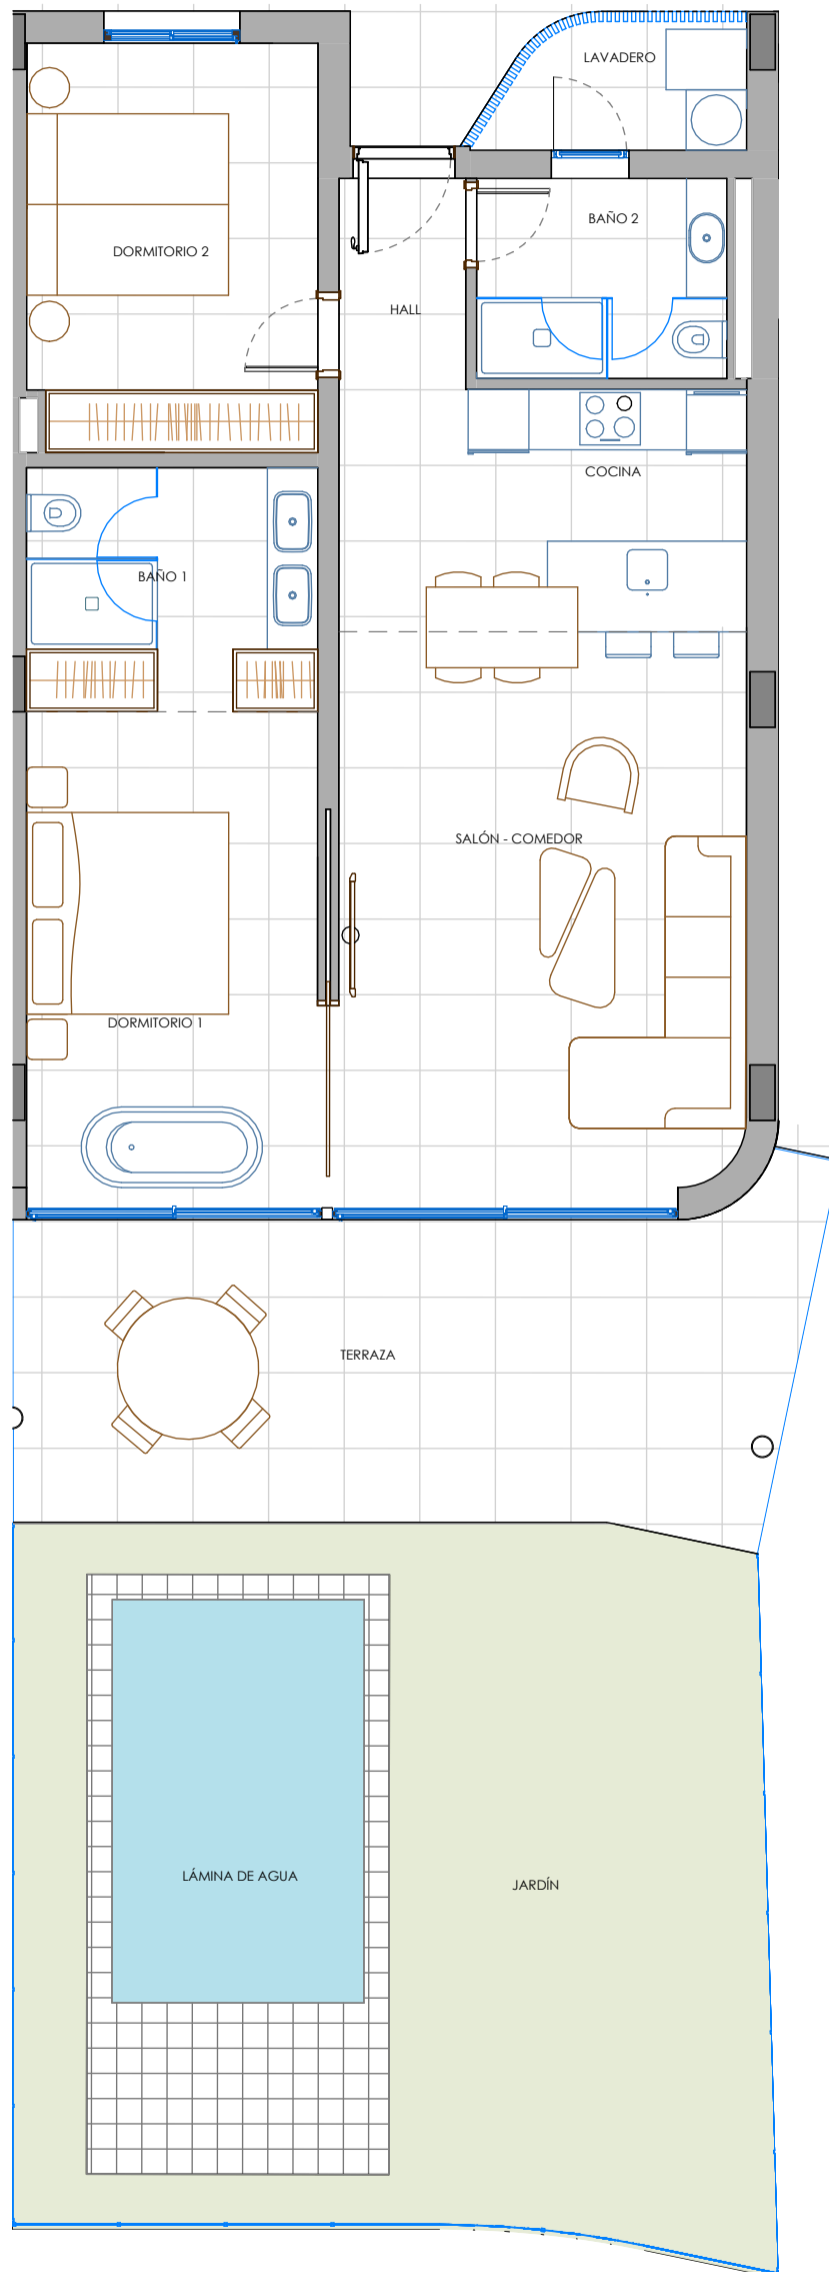 LAVADERO
BAÑO 2
DORMITORIO 2
HALL
COCINA
BAÑO 1
SALÓN - COMEDOR
DORMITORIO 1
TERRAZA
LÁMINA DE AGUA
JARDÍN